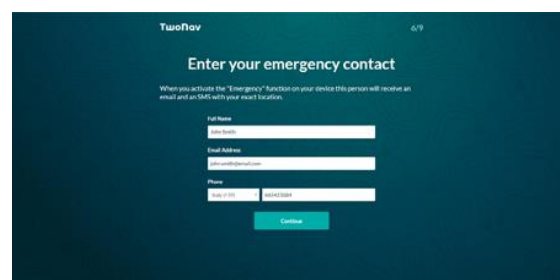 TwoNav
6/9
Enter your emergency contact
When you activate the "Emergency" function on your device this person will receive an
email and an SMS with your exact location.
Full Name
John Smith
Email Address
john.smith@email.com
Phone
Continue